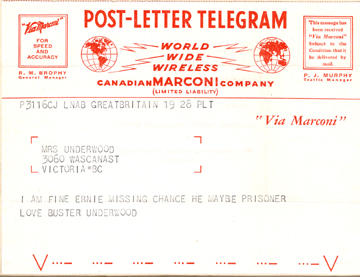 POST-LETTER TELEGRAM
"Via Marconi"
FOR
SPEED
AND
ACCURACY
R. M. BROPHY
General Manager
WORLD
WIDE
WIRELESS
CANADIAN MARCONI COMPANY
(LIMITED LIABILITY)
This message has
been received
"Via Marconi"
Subject to the
Condition that it
be delivered
by mail.
P. J. MURPHY
Traffic Manager
P3116CJ LNAB GREATBRITAIN 19 26 PLT
"Via Marconi"
MRS UNDERWOOD
3060 WASCANAST
VICTORIA*BC
I AM FINE ERNIE MISSING CHANCE HE MAYBE PRISONER
LOVE BUSTER UNDERWOOD